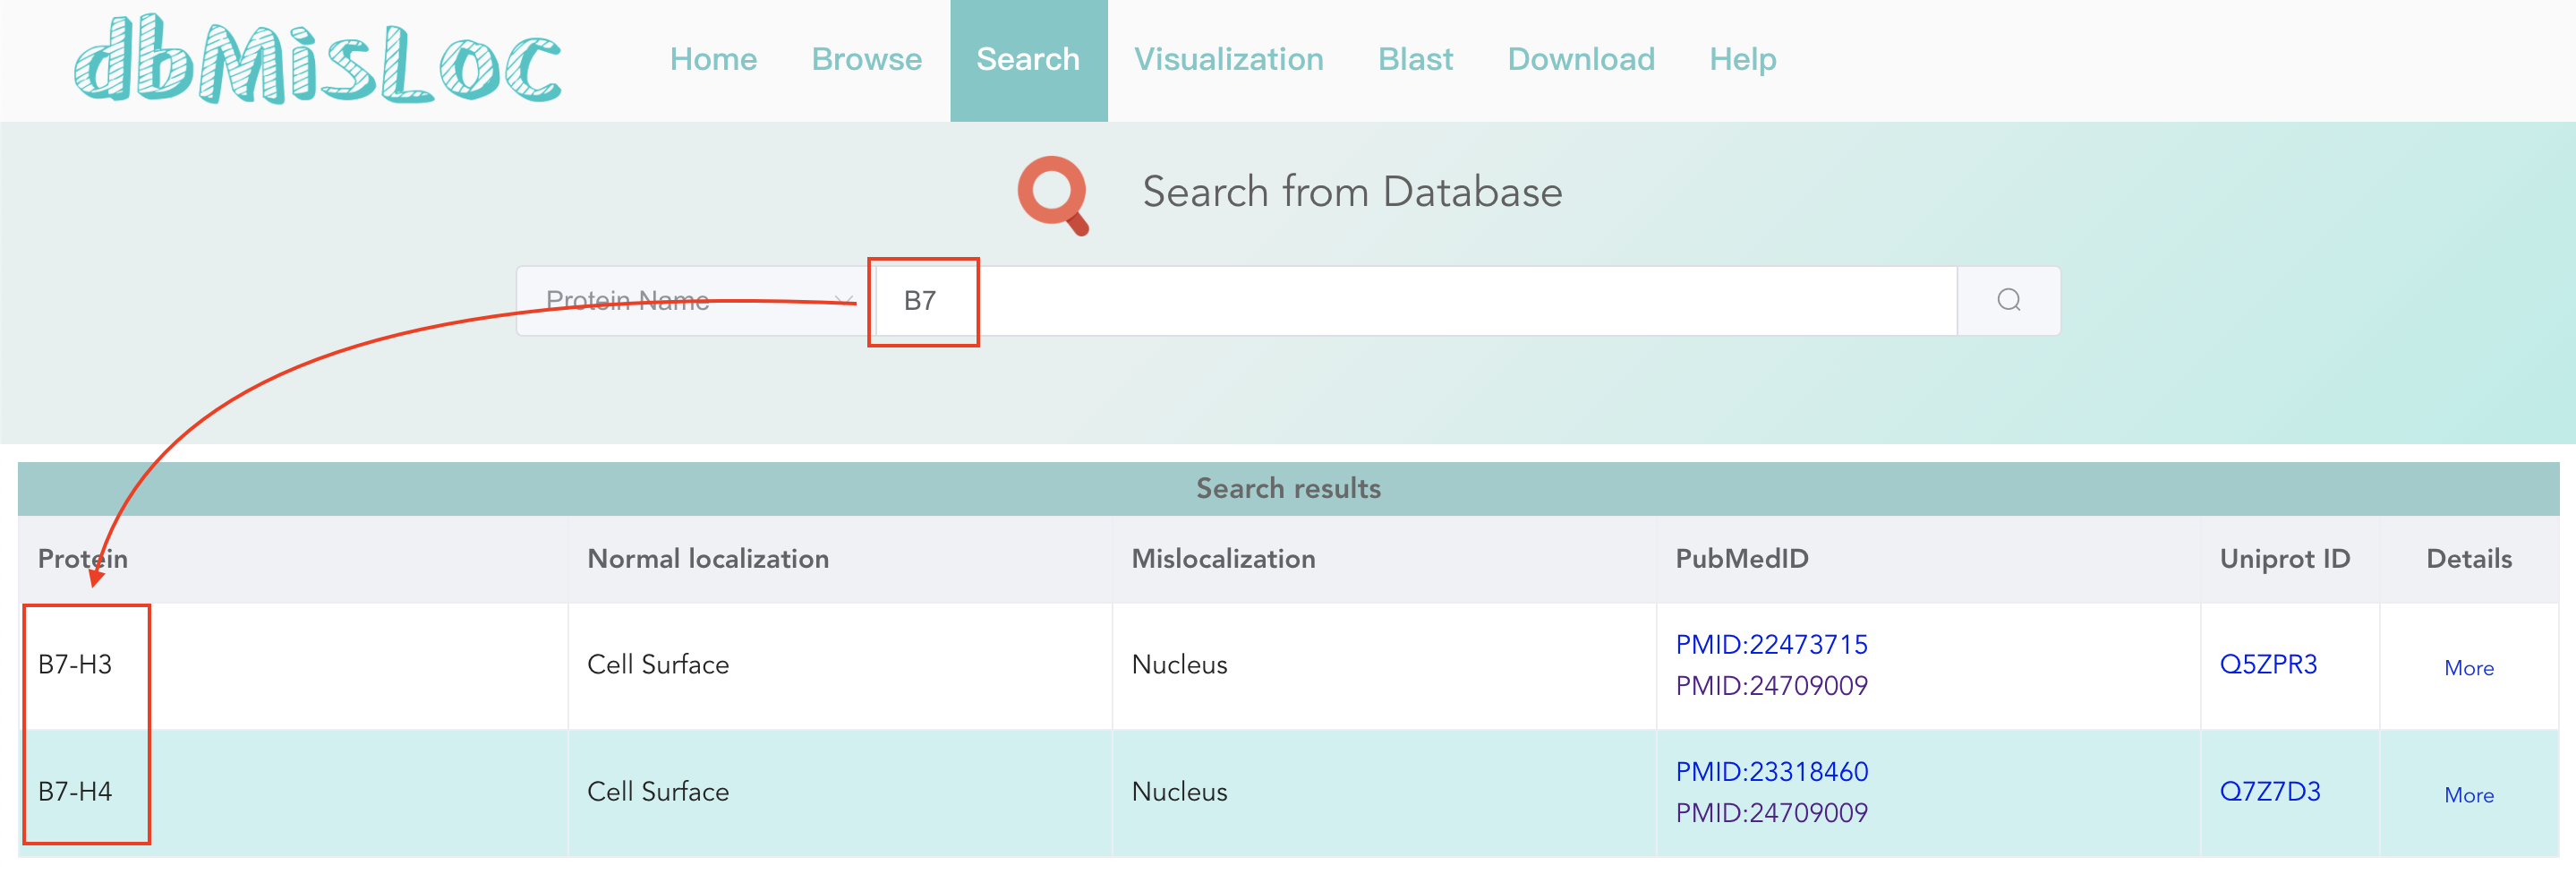 dbMisLoc Home Browse Search Visualization Blast Download Help
Search from Database
Protein Name B7
Search results
Protein Normal localization Mislocalization PubMedID Uniprot ID Details
B7-H3 Cell Surface Nucleus PMID:22473715 PMID:24709009 Q5ZPR3 More
B7-H4 Cell Surface Nucleus PMID:23318460 PMID:24709009 Q7Z7D3 More